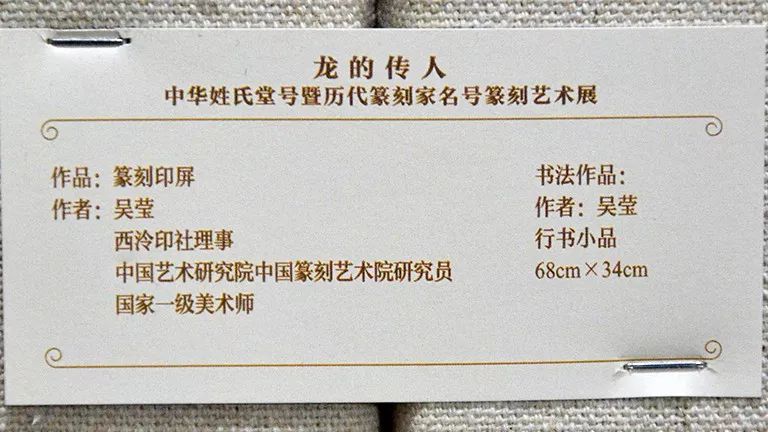 龙的传人
中华姓氏堂号暨历代篆刻家名号篆刻艺术展
作品：篆刻印屏
作者：吴莹
西泠印社理事
中国艺术研究院中国篆刻艺术院研究员
国家一级美术师
书法作品：
作者：吴莹
行书小品
68cm×34cm